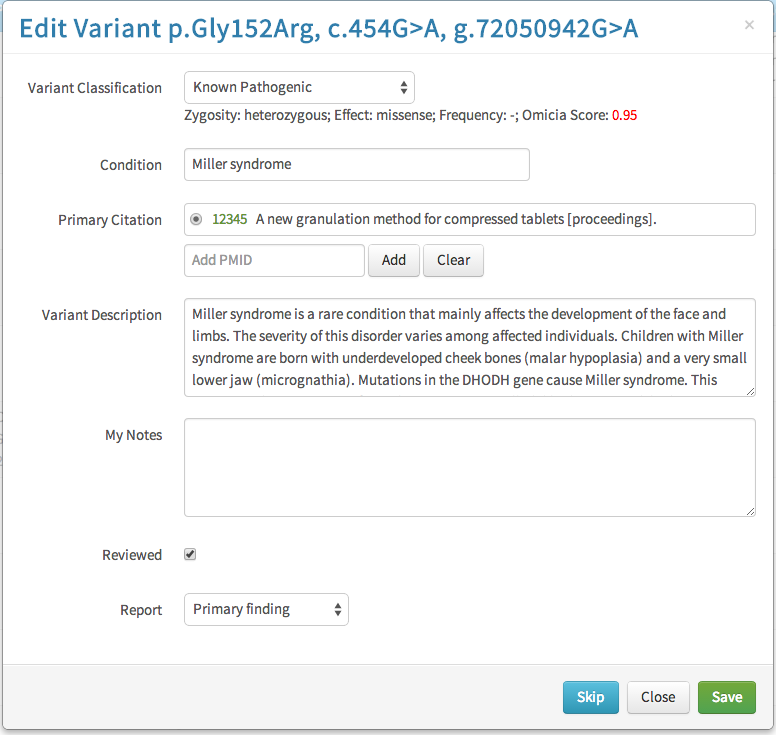 Edit Variant p.Gly152Arg, c.454G>A, g.72050942G>A
×
Variant Classification
Known Pathogenic
Zygosity: heterozygous; Effect: missense; Frequency: -; Omicia Score: 0.95
Condition
Miller syndrome
Primary Citation
12345 A new granulation method for compressed tablets [proceedings].
Add PMID
Add
Clear
Variant Description
Miller syndrome is a rare condition that mainly affects the development of the face and
limbs. The severity of this disorder varies among affected individuals. Children with Miller
syndrome are born with underdeveloped cheek bones (malar hypoplasia) and a very small
lower jaw (micrognathia). Mutations in the DHODH gene cause Miller syndrome. This
My Notes
Reviewed
Report
Primary finding
Skip
Close
Save